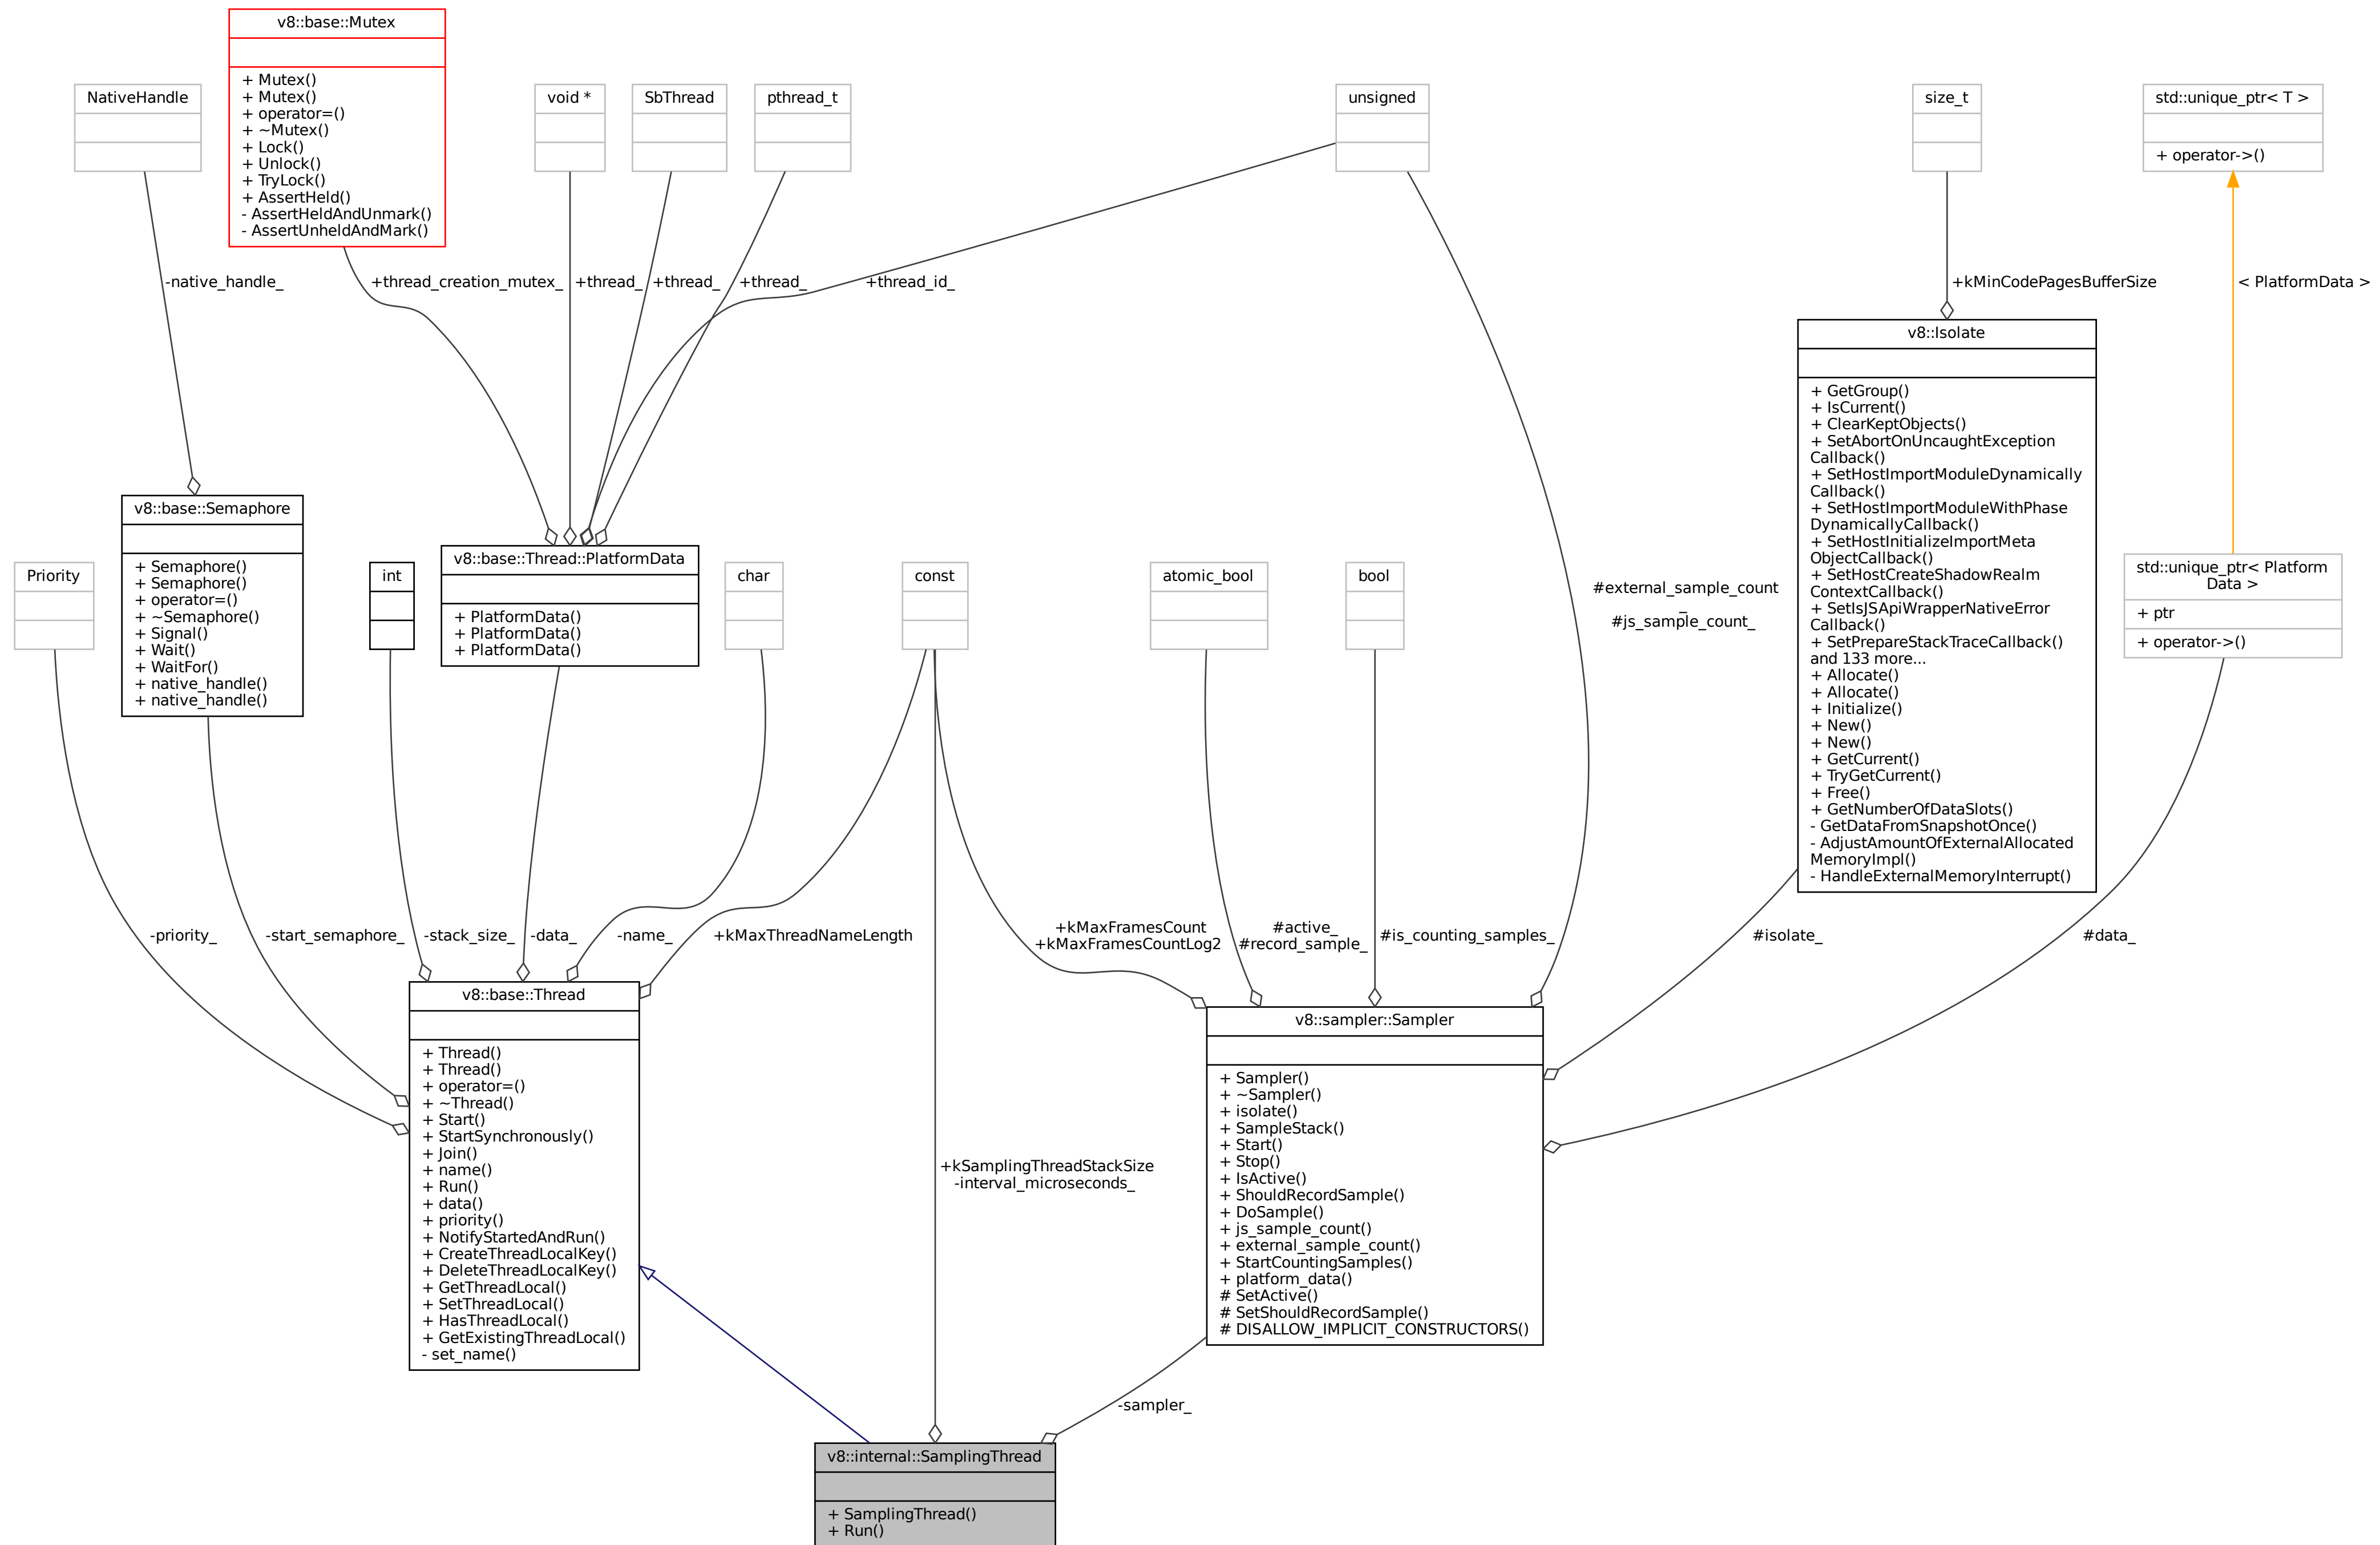 v8::base::Mutex
+ Mutex()
+ Mutex()
+ operator=()
+ ~Mutex()
+ Lock()
+ Unlock()
+ TryLock()
+ AssertHeld()
- AssertHeldAndUnmark()
- AssertUnheldAndMark()
NativeHandle
void *
SbThread
pthread_t
unsigned
size_t
std::unique_ptr< T >
+ operator->()
-native_handle_
+thread_creation_mutex_
+thread_
+thread_
+thread_
+thread_id_
+kMinCodePagesBufferSize
< PlatformData >
v8::Isolate
+ GetGroup()
+ IsCurrent()
+ ClearKeptObjects()
+ SetAbortOnUncaughtException
Callback()
+ SetHostImportModuleDynamically
Callback()
+ SetHostImportModuleWithPhase
DynamicallyCallback()
+ SetHostInitializeImportMeta
ObjectCallback()
+ SetHostCreateShadowRealm
ContextCallback()
+ SetIsJSApiWrapperNativeError
Callback()
+ SetPrepareStackTraceCallback()
and 133 more...
+ Allocate()
+ Allocate()
+ Initialize()
+ New()
+ New()
+ GetCurrent()
+ TryGetCurrent()
+ Free()
+ GetNumberOfDataSlots()
- GetDataFromSnapshotOnce()
- AdjustAmountOfExternalAllocated
MemoryImpl()
- HandleExternalMemoryInterrupt()
v8::base::Semaphore
+ Semaphore()
+ Semaphore()
+ operator=()
+ ~Semaphore()
+ Signal()
+ Wait()
+ WaitFor()
+ native_handle()
+ native_handle()
Priority
int
v8::base::Thread::PlatformData
+ PlatformData()
+ PlatformData()
+ PlatformData()
char
const
atomic_bool
bool
#external_sample_count
_
#js_sample_count_
std::unique_ptr< Platform
Data >
+ ptr
+ operator->()
-priority_
-start_semaphore_
-stack_size_
-data_
-name_
+kMaxThreadNameLength
+kMaxFramesCount
+kMaxFramesCountLog2
#active_
#record_sample_
#is_counting_samples_
#isolate_
#data_
v8::base::Thread
+ Thread()
+ Thread()
+ operator=()
+ ~Thread()
+ Start()
+ StartSynchronously()
+ Join()
+ name()
+ Run()
+ data()
+ priority()
+ NotifyStartedAndRun()
+ CreateThreadLocalKey()
+ DeleteThreadLocalKey()
+ GetThreadLocal()
+ SetThreadLocal()
+ HasThreadLocal()
+ GetExistingThreadLocal()
- set_name()
+kSamplingThreadStackSize
-interval_microseconds_
v8::sampler::Sampler
+ Sampler()
+ ~Sampler()
+ isolate()
+ SampleStack()
+ Start()
+ Stop()
+ IsActive()
+ ShouldRecordSample()
+ DoSample()
+ js_sample_count()
+ external_sample_count()
+ StartCountingSamples()
+ platform_data()
# SetActive()
# SetShouldRecordSample()
# DISALLOW_IMPLICIT_CONSTRUCTORS()
-sampler_
v8::internal::SamplingThread
+ SamplingThread()
+ Run()